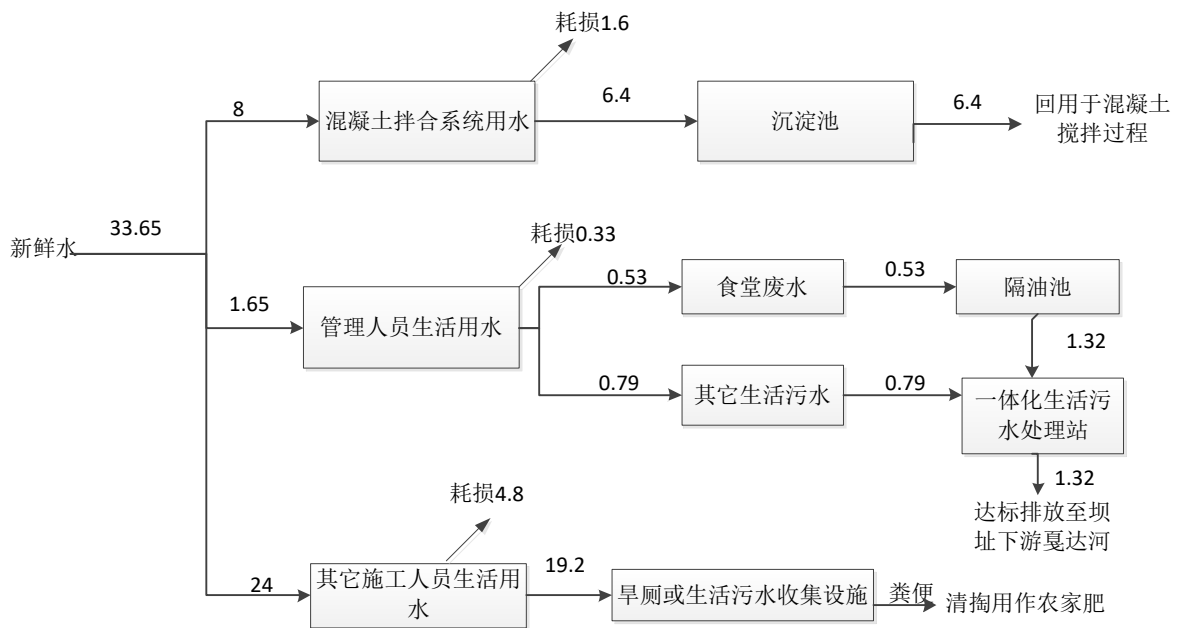 耗损1.6
8
混凝土拌合系统用水
6.4
沉淀池
6.4
回用于混凝土
搅拌过程
新鲜水
33.65
耗损0.33
1.65
管理人员生活用水
0.53
食堂废水
0.53
隔油池
1.32
0.79
其它生活污水
0.79
一体化生活污
水处理站
1.32
达标排放至坝
址下游戛达河
耗损4.8
24
其它施工人员生活用
水
19.2
旱厕或生活污水收集设施
粪便
清掏用作农家肥